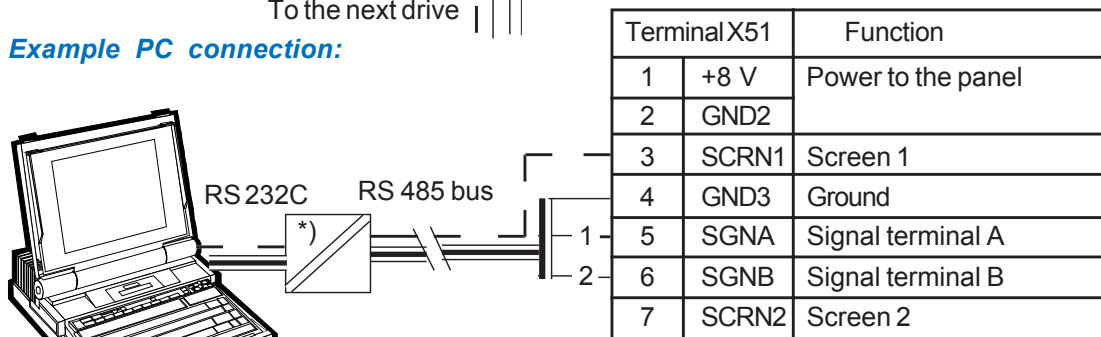 To the next drive
Example PC connection:
RS 232C
*)
RS 485 bus
1
2
Terminal X51 Function
1 +8 V Power to the panel
2 GND2
3 SCRN1 Screen 1
4 GND3 Ground
5 SGNA Signal terminal A
6 SGNB Signal terminal B
7 SCRN2 Screen 2